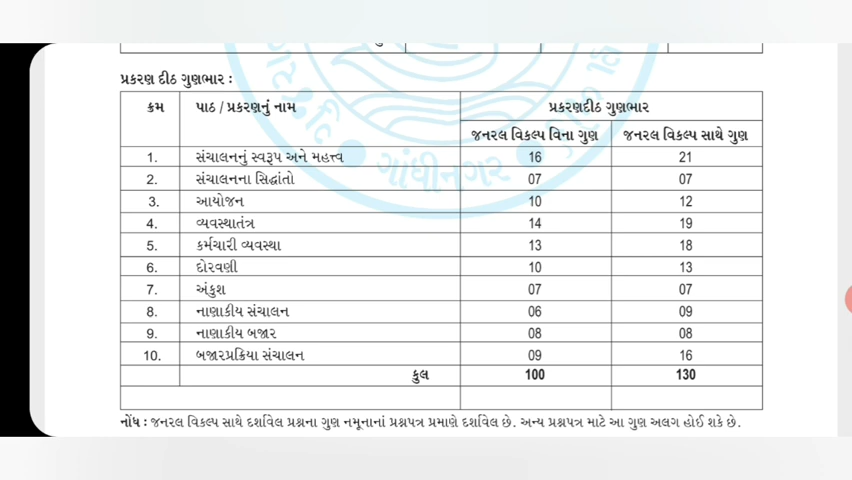 પ્રકરણ દીઠ ગુણભાર :
ક્રમ પાઠ / પ્રકરણનું નામ પ્રકરણદીઠ ગુણભાર
જનરલ વિકલ્પ વિના ગુણ જનરલ વિકલ્પ સાથે ગુણ
1. સંચાલનનું સ્વરૂપ અને મહત્ત્વ 16 21
2. સંચાલનના સિદ્ધાંતો 07 07
3. આયોજન 10 12
4. વ્યવસ્થાતંત્ર 14 19
5. કર્મચારી વ્યવસ્થા 13 18
6. દોરવણી 10 13
7. અંકુશ 07 07
8. નાણાકીય સંચાલન 06 09
9. નાણાકીય બજાર 08 08
10. બજારપ્રક્રિયા સંચાલન 09 16
કુલ 100 130
નોંધ : જનરલ વિકલ્પ સાથે દર્શાવેલ પ્રશ્નના ગુણ નમૂનાનાં પ્રશ્નપત્ર પ્રમાણે દર્શાવેલ છે. અન્ય પ્રશ્નપત્ર માટે આ ગુણ અલગ હોઈ શકે છે.
ગાંધીનગર